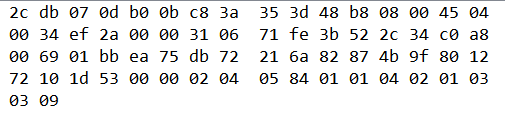 2c db 07 0d b0 0b c8 3a 35 3d 48 b8 08 00 45 04
00 34 ef 2a 00 00 31 06 71 fe 3b 52 2c 34 c0 a8
00 69 01 bb ea 75 db 72 21 6a 82 87 4b 9f 80 12
72 10 1d 53 00 00 02 04 05 84 01 01 04 02 01 03
03 09